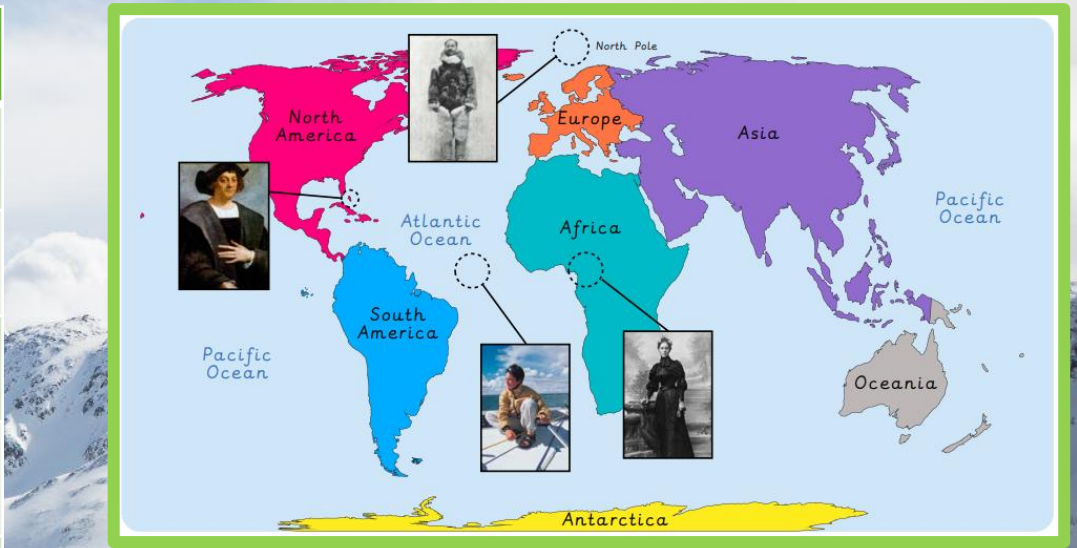 North Pole
North
America
Europe
Asia
Atlantic
Ocean
Africa
Pacific
Ocean
South
America
Pacific
Ocean
Oceania
Antarctica